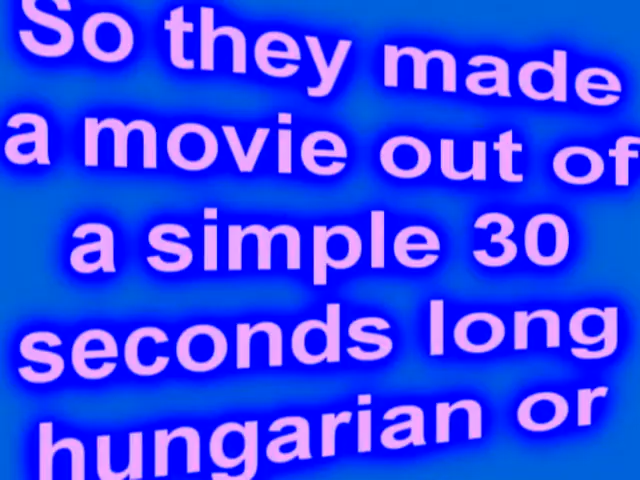 So they made
a movie out of
a simple 30
seconds long
hungarian or